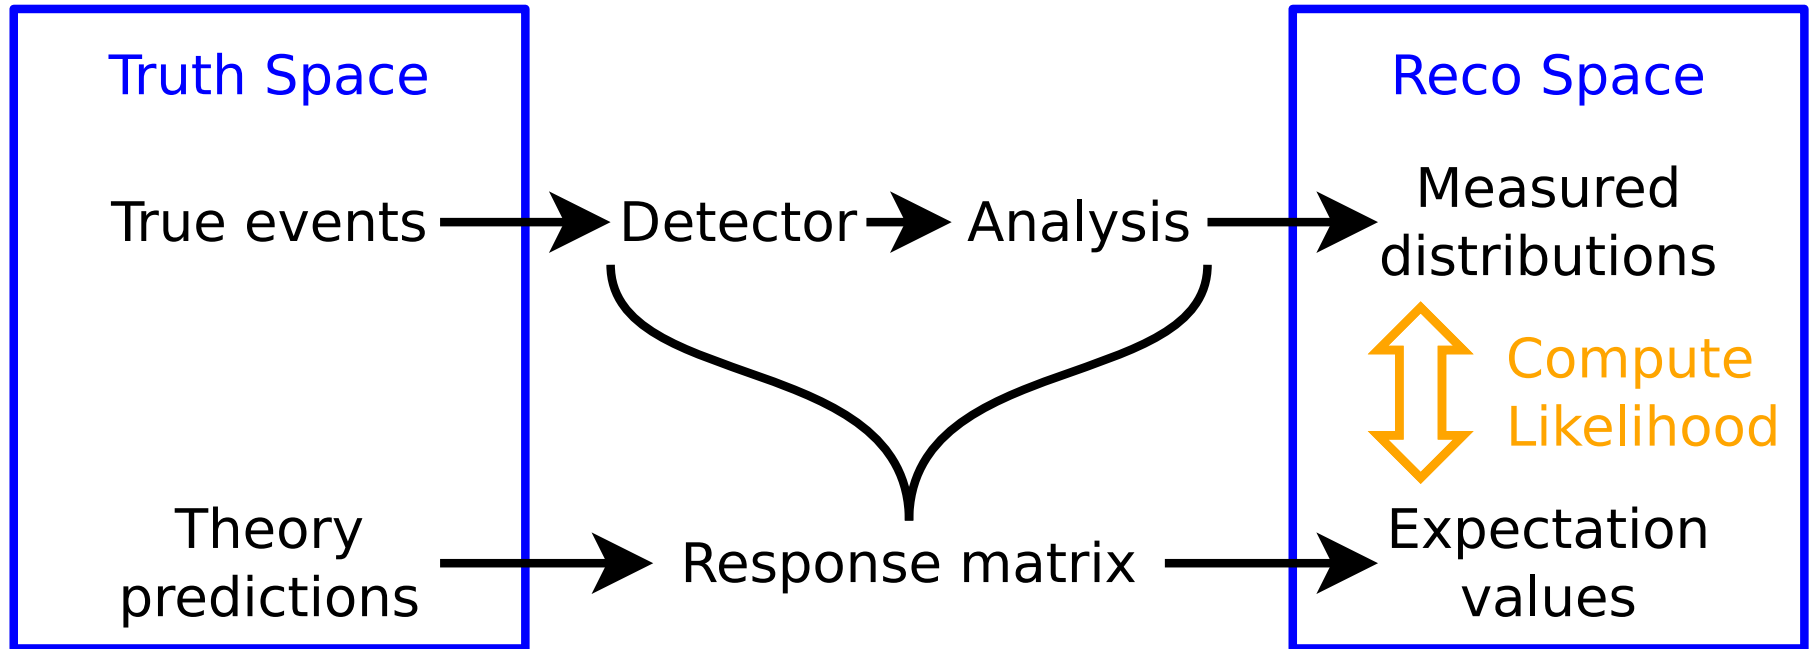 Truth Space
Reco Space
True events
Detector
Analysis
Measured
distributions
Compute
Likelihood
Theory
predictions
Response matrix
Expectation
values